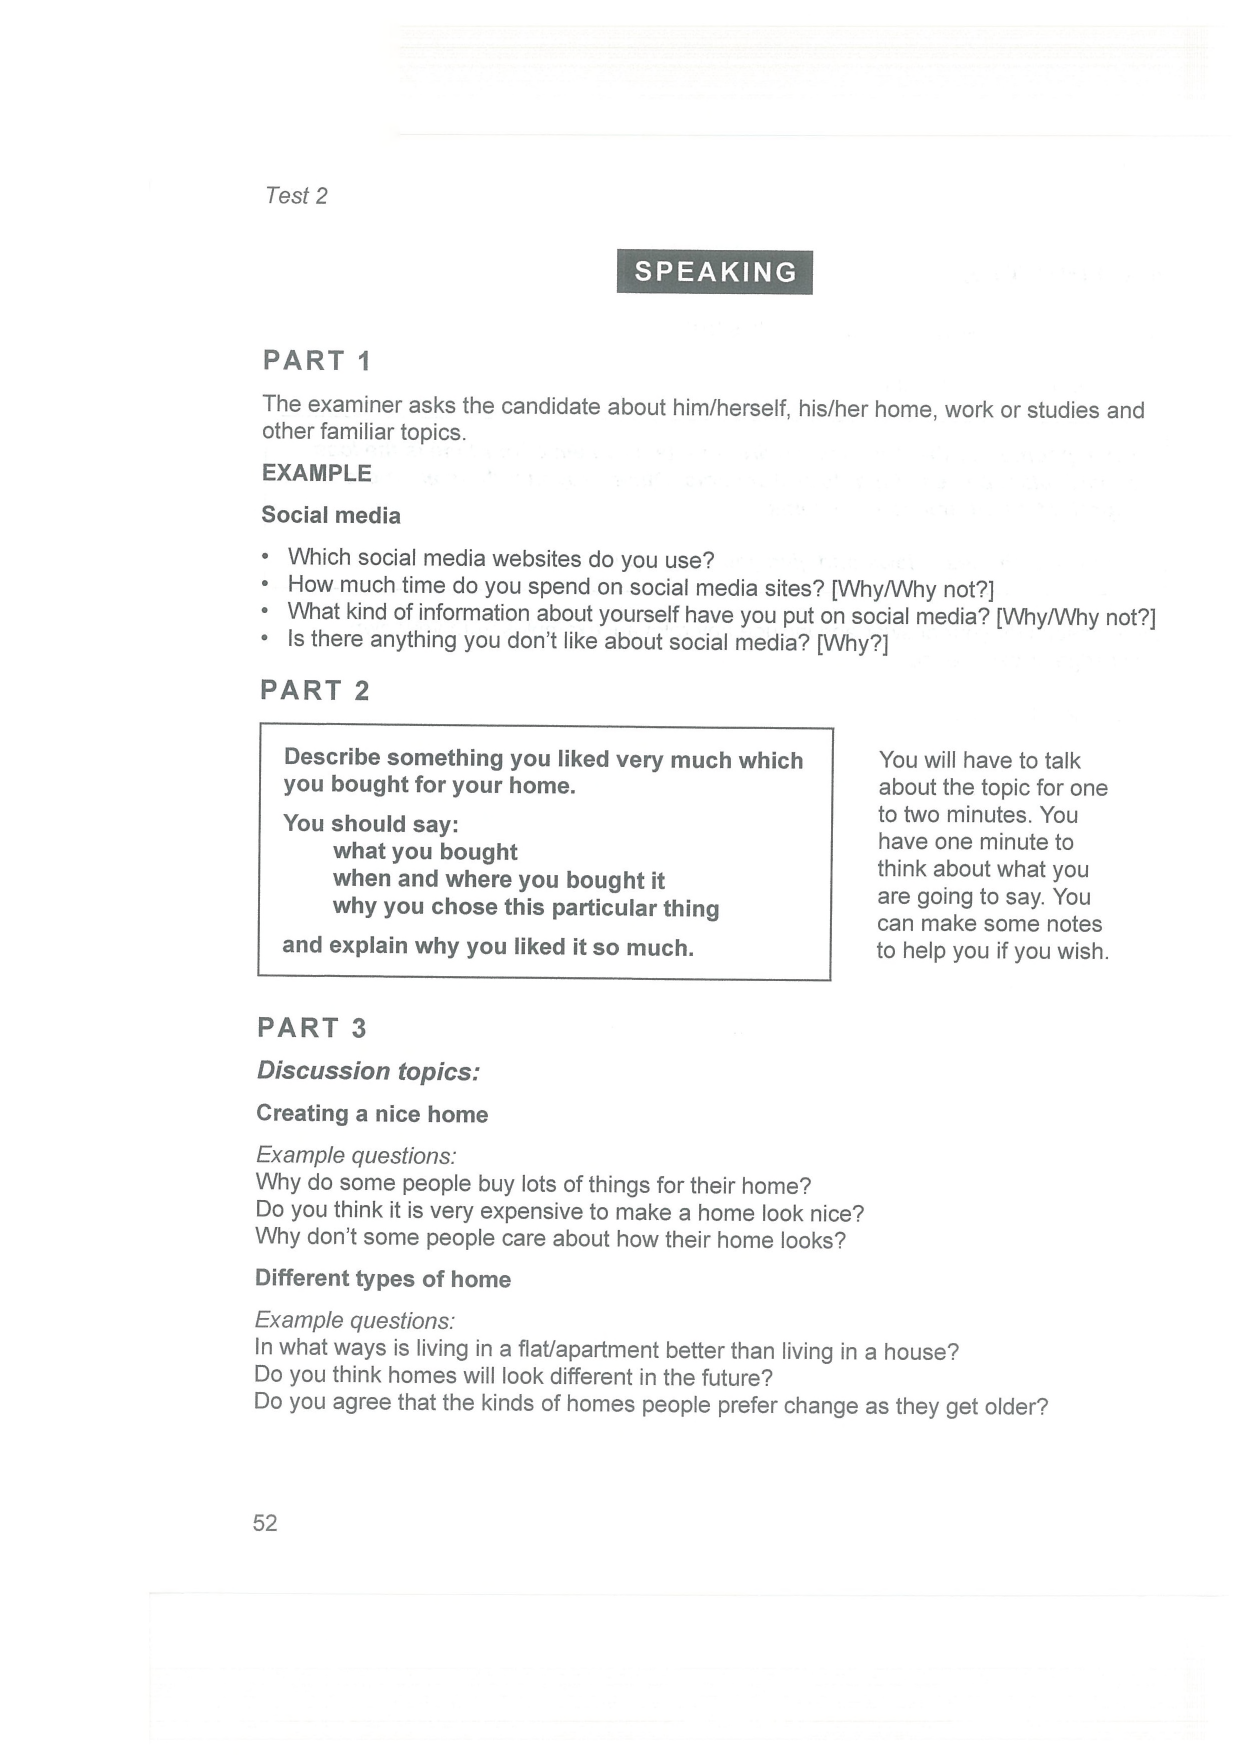 Test 2
SPEAKING
PART 1
The examiner asks the candidate about him/herself, his/her home, work or studies and
other familiar topics.
EXAMPLE
Social media
• Which social media websites do you use?
• How much time do you spend on social media sites? [Why/Why not?]
• What kind of information about yourself have you put on social media? [Why/Why not?]
• Is there anything you don't like about social media? [Why?]
PART 2
Describe something you liked very much which
you bought for your home.
You should say:
what you bought
when and where you bought it
why you chose this particular thing
and explain why you liked it so much.
You will have to talk
about the topic for one
to two minutes. You
have one minute to
think about what you
are going to say. You
can make some notes
to help you if you wish.
PART 3
Discussion topics:
Creating a nice home
Example questions:
Why do some people buy lots of things for their home?
Do you think it is very expensive to make a home look nice?
Why don't some people care about how their home looks?
Different types of home
Example questions:
In what ways is living in a flat/apartment better than living in a house?
Do you think homes will look different in the future?
Do you agree that the kinds of homes people prefer change as they get older?
52